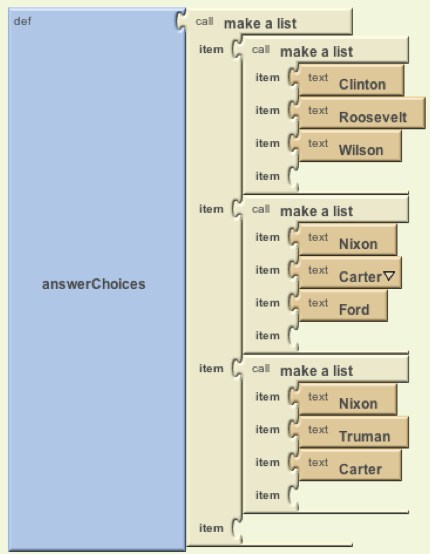 def call make a list
item call make a list
item text Clinton
item text Roosevelt
item text Wilson
item
item call make a list
item text Nixon
item text Carter
answerChoices
item text Ford
item
item call make a list
item text Nixon
item text Truman
item text Carter
item
item